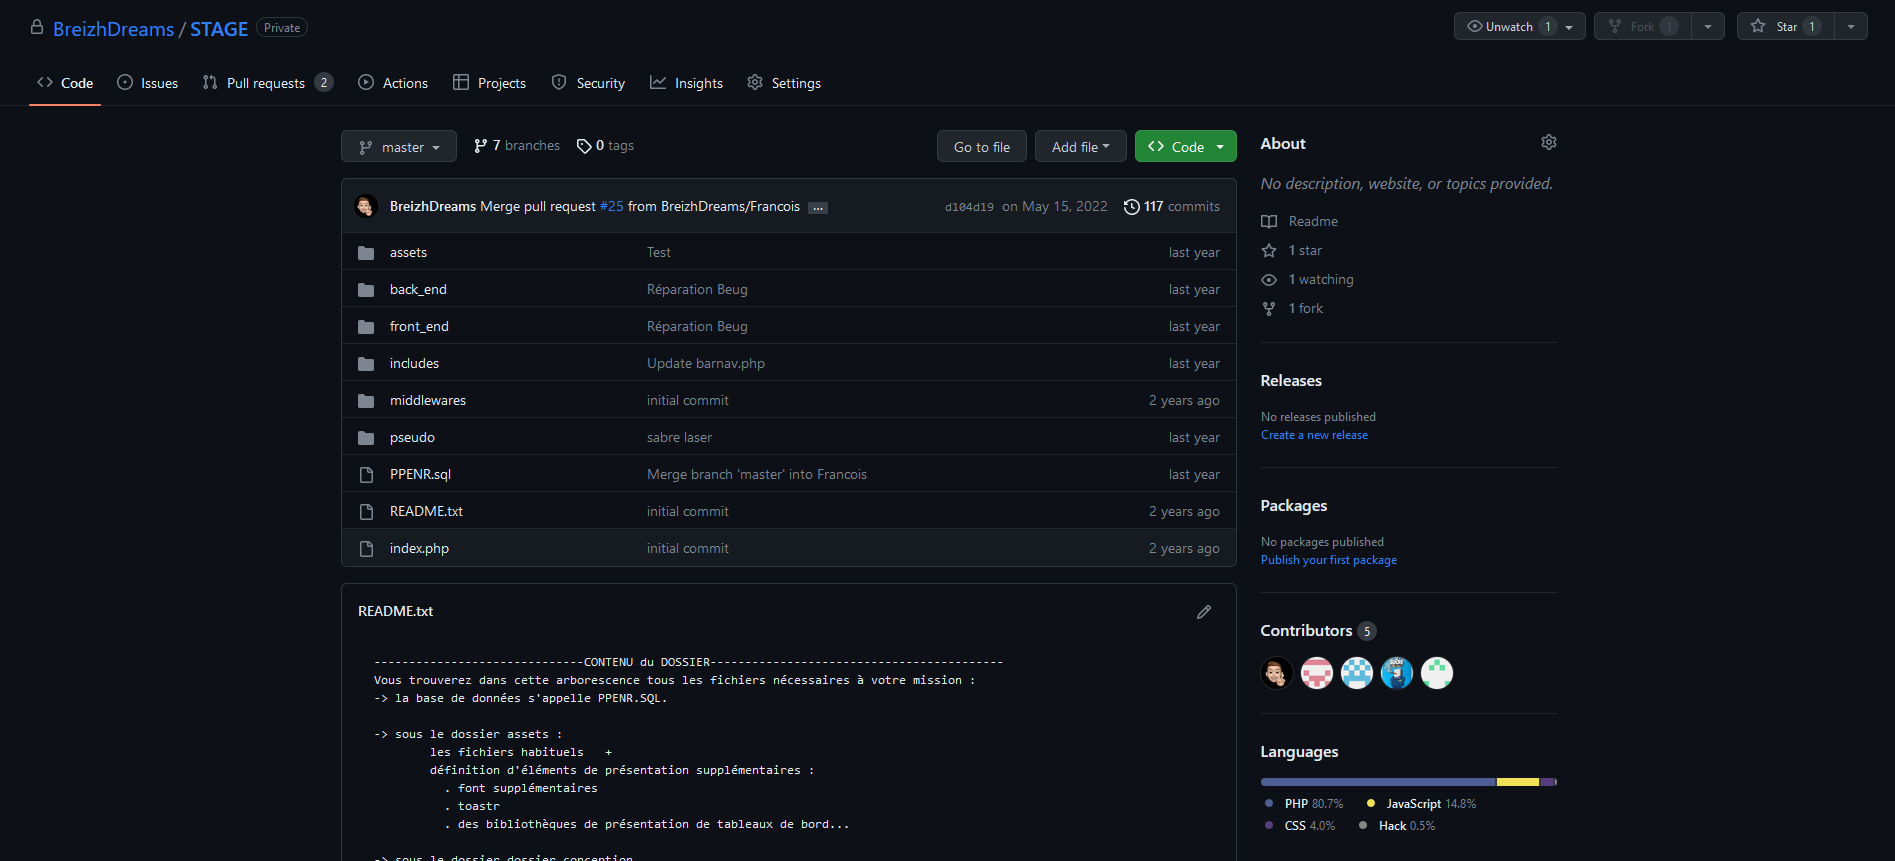 BreizhDreams / STAGE Private
Unwatch 1 Fork 1 Star 1
Code Issues Pull requests 2 Actions Projects Security Insights Settings
master 7 branches 0 tags Go to file Add file Code
BreizhDreams Merge pull request #25 from BreizhDreams/Francois ... d104d19 on May 15, 2022 117 commits
assets Test last year
back_end Réparation Beug last year
front_end Réparation Beug last year
includes Update barnav.php last year
middlewares initial commit 2 years ago
pseudo sabre laser last year
PPENR.sql Merge branch 'master' into Francois last year
README.txt initial commit 2 years ago
index.php initial commit 2 years ago
README.txt
------------------------------CONTENU du DOSSIER------------------------------------------
Vous trouverez dans cette arborescence tous les fichiers nécessaires à votre mission :
-> la base de données s'appelle PPENR.SQL.
-> sous le dossier assets :
les fichiers habituels +
définition d'éléments de présentation supplémentaires :
. font supplémentaires
. toastr
. des bibliothèques de présentation de tableaux de bord...
-> sous le dossier dossier conception
About
No description, website, or topics provided.
Readme
1 star
1 watching
1 fork
Releases
No releases published
Create a new release
Packages
No packages published
Publish your first package
Contributors 5
Languages
PHP 80.7% JavaScript 14.8%
CSS 4.0% Hack 0.5%